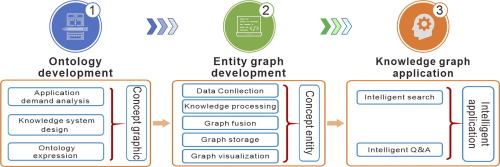 1
2
3
Ontology
development
Entity graph
development
Knowledge graph
application
Application
demand analysis
Knowledge system
design
Ontology
expression
Concept graphic
Data Conllection
Knowledge processing
Graph fusion
Graph storage
Graph visualization
Concept entity
Intelligent search
Intelligent Q&A
Intelligent
application